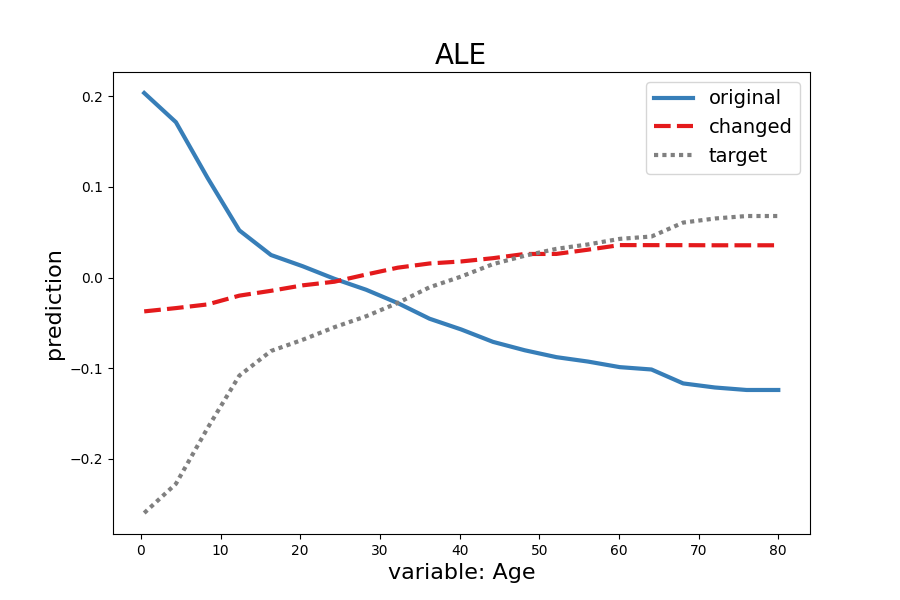 ALE
original
changed
target
prediction
0.2
0.1
0.0
−0.1
−0.2
0 10 20 30 40 50 60 70 80
variable: Age